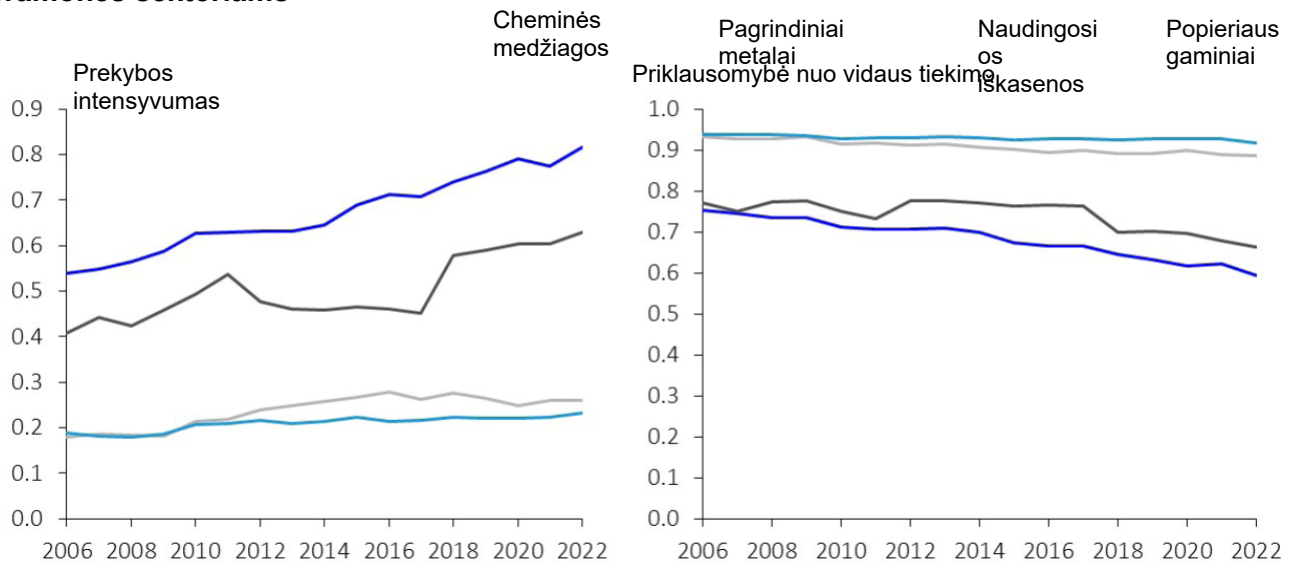 sektoriams
Cheminės
medžiagos
Pagrindiniai
metalai
Naudingosi
os
iškasenos
Popieriaus
gaminiai
Prekybos
intensyvumas
0.9
0.8
0.7
0.6
0.5
0.4
0.3
0.2
0.1
0.0
2006 2008 2010 2012 2014 2016 2018 2020 2022
Priklausomybė nuo vidaus tiekimo
1.0
0.9
0.8
0.7
0.6
0.5
0.4
0.3
0.2
0.1
0.0
2006 2008 2010 2012 2014 2016 2018 2020 2022